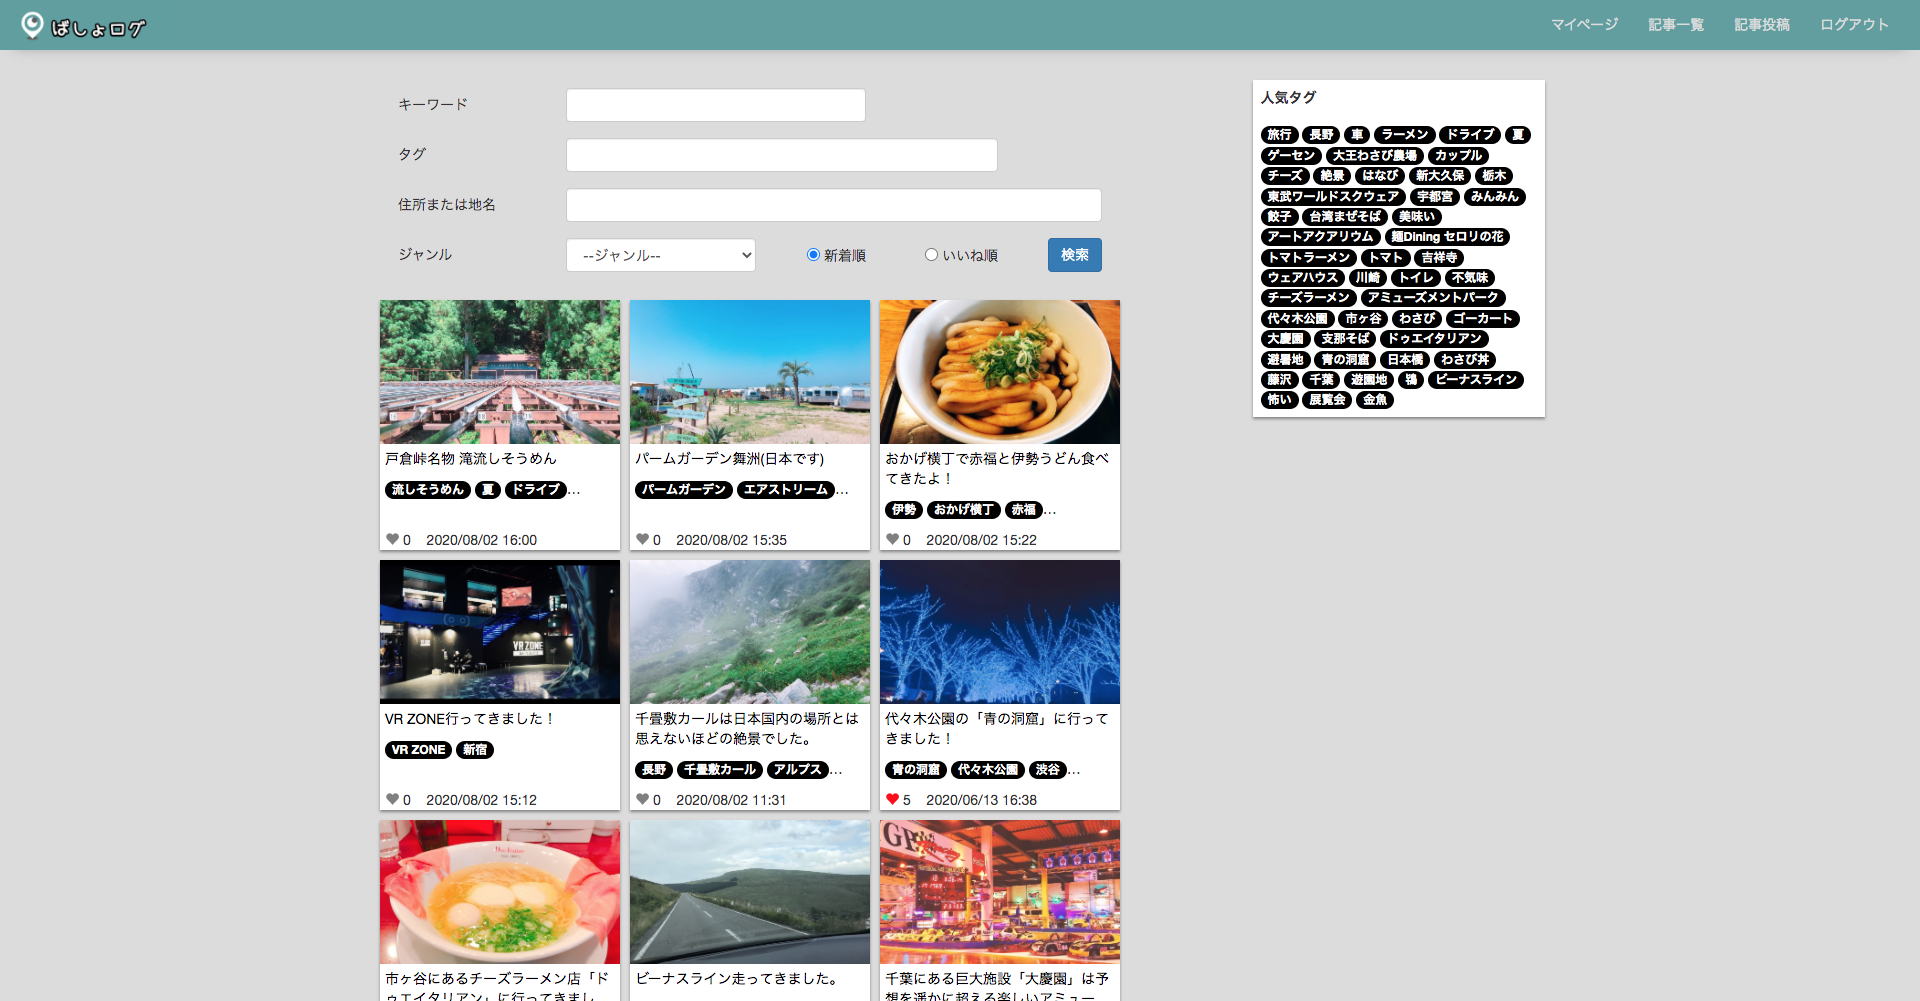 ばしょログ
マイページ 記事一覧 記事投稿 ログアウト
キーワード
タグ
住所または地名
ジャンル --ジャンル-- 新着順 いいね順 検索
人気タグ
旅行 長野 車 ラーメン ドライブ 夏
ゲーセン 大王わさび農場 カップル
チーズ 絶景 はなび 新大久保 栃木
東武ワールドスクウェア 宇都宮 みんみん
餃子 台湾まぜそば 美味い
アートアクアリウム 麺Dining セロリの花
トマトラーメン トマト 吉祥寺
ウェアハウス 川崎 トイレ 不気味
チーズラーメン アミューズメントパーク
代々木公園 市ヶ谷 わさび ゴーカート
大慶園 支那そば ドゥエイタリアン
避暑地 青の洞窟 日本橋 わさび丼
藤沢 千葉 遊園地 鴇 ビーナスライン
怖い 展覧会 金魚
戸倉峠名物 滝流しそうめん
流しそうめん 夏 ドライブ...
0 2020/08/02 16:00
パームガーデン舞洲(日本です)
パームガーデン エアストリーム...
0 2020/08/02 15:35
おかげ横丁で赤福と伊勢うどん食べ
てきたよ！
伊勢 おかげ横丁 赤福...
0 2020/08/02 15:22
VR ZONE
VR ZONE行ってきました！
VR ZONE 新宿
0 2020/08/02 15:12
千畳敷カールは日本国内の場所とは
思えないほどの絶景でした。
長野 千畳敷カール アルプス...
0 2020/08/02 11:31
代々木公園の「青の洞窟」に行って
きました！
青の洞窟 代々木公園 渋谷...
5 2020/06/13 16:38
市ヶ谷にあるチーズラーメン店「ド
ゥエイタリアン」に行ってきまし
ビーナスライン走ってきました。
GP
千葉にある巨大施設「大慶園」は予
想を遥かに超える楽しいアミュー